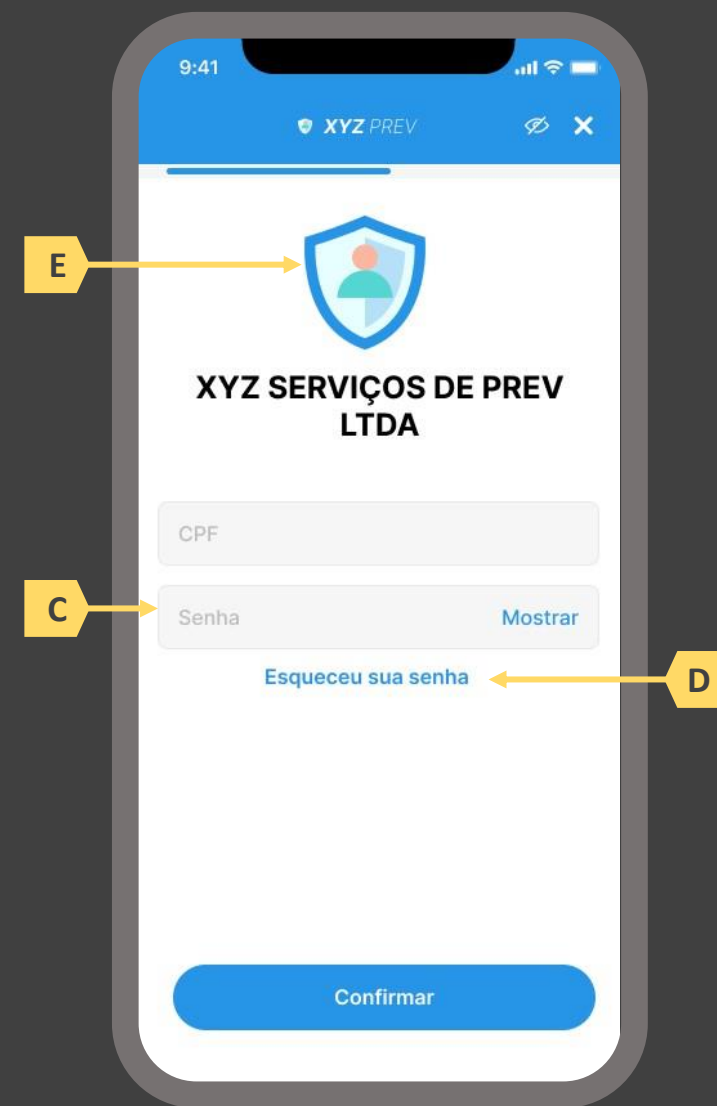 9:41
XYZ PREV
E
XYZ SERVIÇOS DE PREV
LTDA
CPF
C
Senha Mostrar
Esqueceu sua senha
D
Confirmar